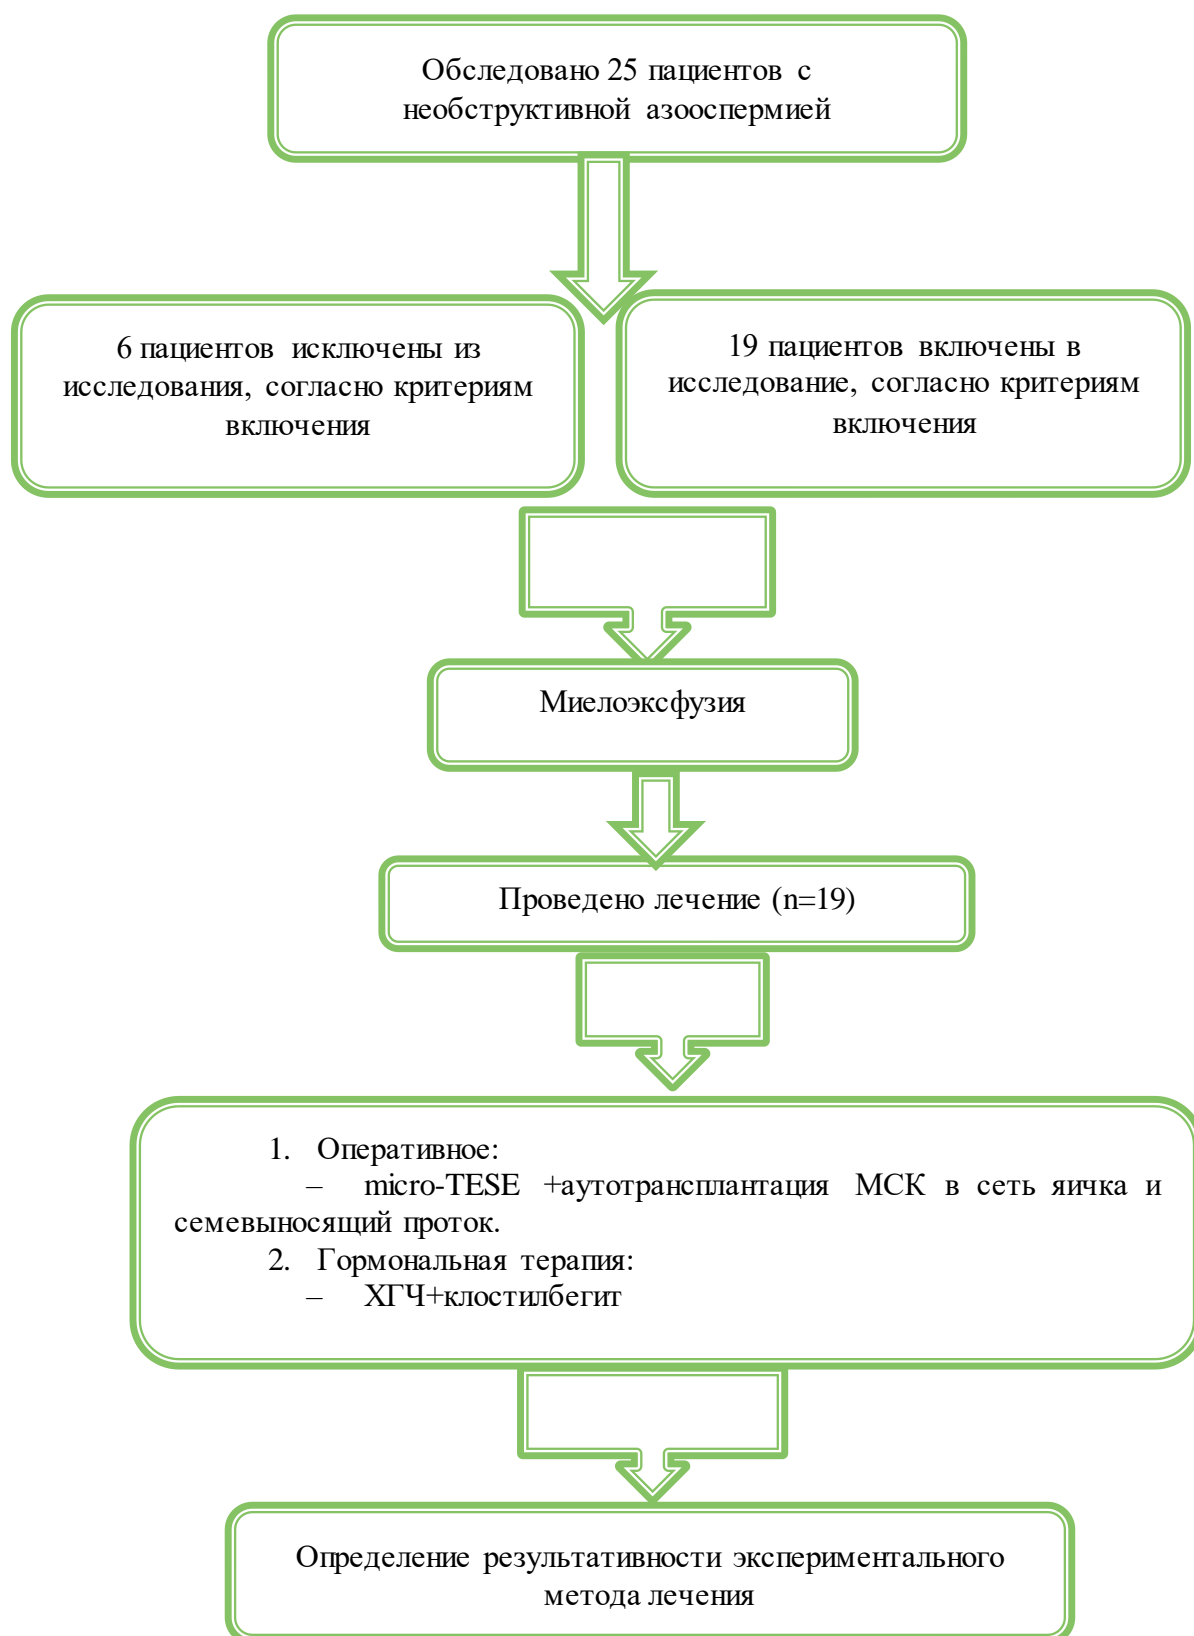 Обследовано 25 пациентов с
необструктивной азооспермией
6 пациентов исключены из
исследования, согласно критериям
включения
19 пациентов включены в
исследование, согласно критериям
включения
Миелоэксфузия
Проведено лечение (n=19)
1. Оперативное:
– micro-TESE +аутотрансплантация МСК в сеть яичка и
семевыносящий проток.
2. Гормональная терапия:
– ХГЧ+клостилбегит
Определение результативности экспериментального
метода лечения